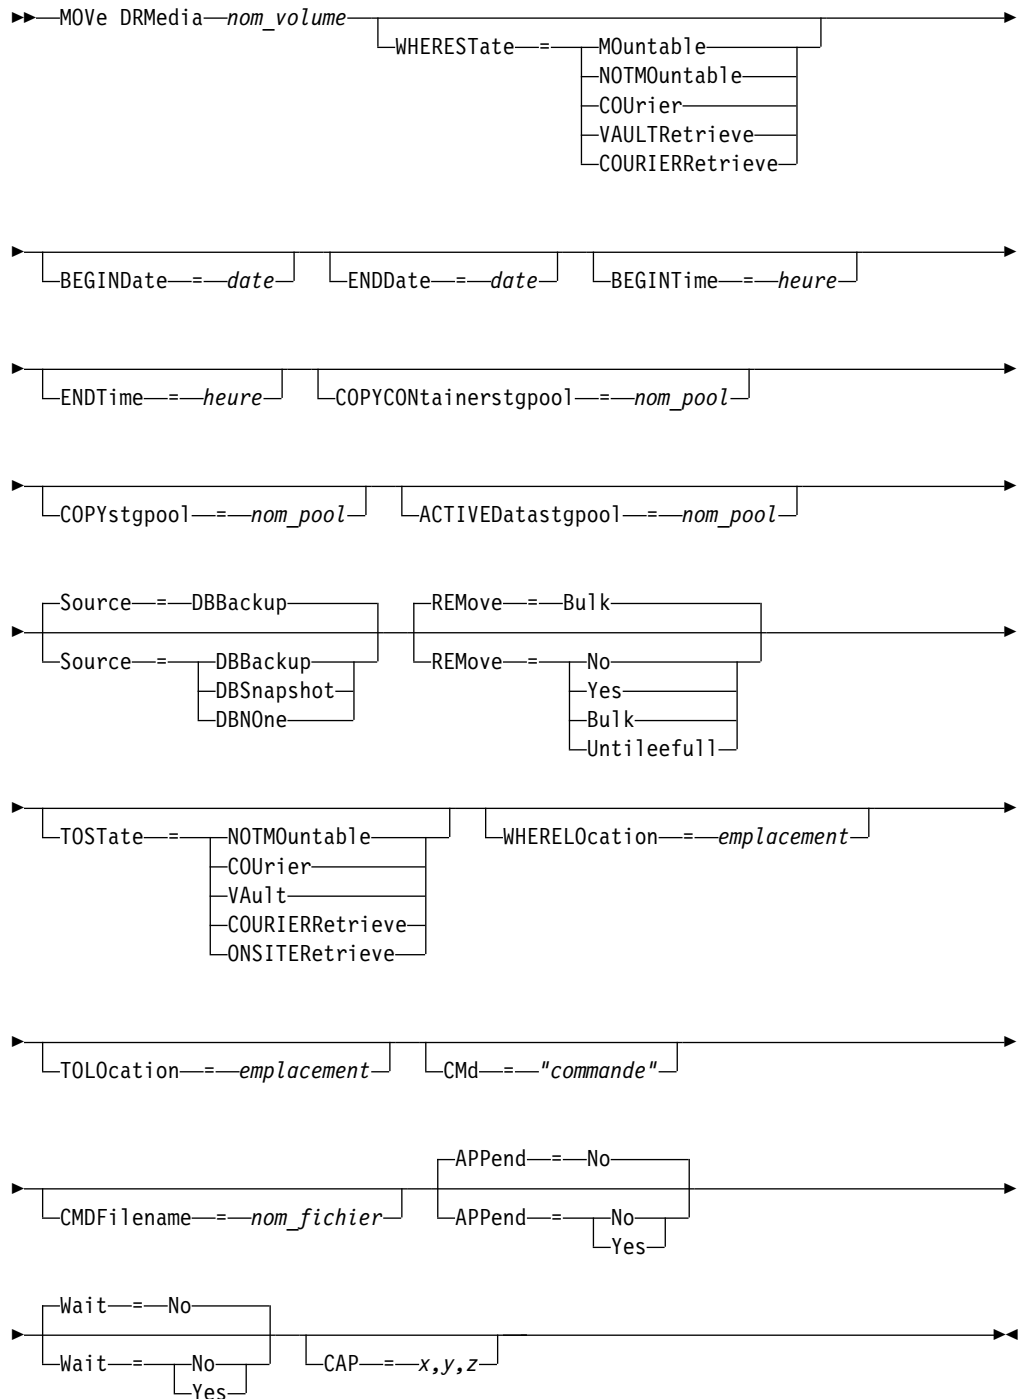 MOVe DRMedia nom_volume
WHERESTate = MOuntable
NOTMOuntable
COUrier
VAULTRetrieve
COURIERRetrieve
BEGINDate = date ENDDate = date BEGINTime = heure
ENDTime = heure COPYCONtainerstgpool = nom_pool
COPYstgpool = nom_pool ACTIVEDatastgpool = nom_pool
Source = DBBackup REMove = Bulk
Source = DBBackup REMove = No
DBSnapshot Yes
DBNOne Bulk
Untileefull
TOSTate = NOTMOuntable WHERELOcation = emplacement
COUrier
VAult
COURIERRetrieve
ONSITERetrieve
TOLOcation = emplacement CMd = "commande"
APPend = No
CMDFilename = nom_fichier APPend = No
Yes
Wait = No
Wait = No CAP = x,y,z
Yes